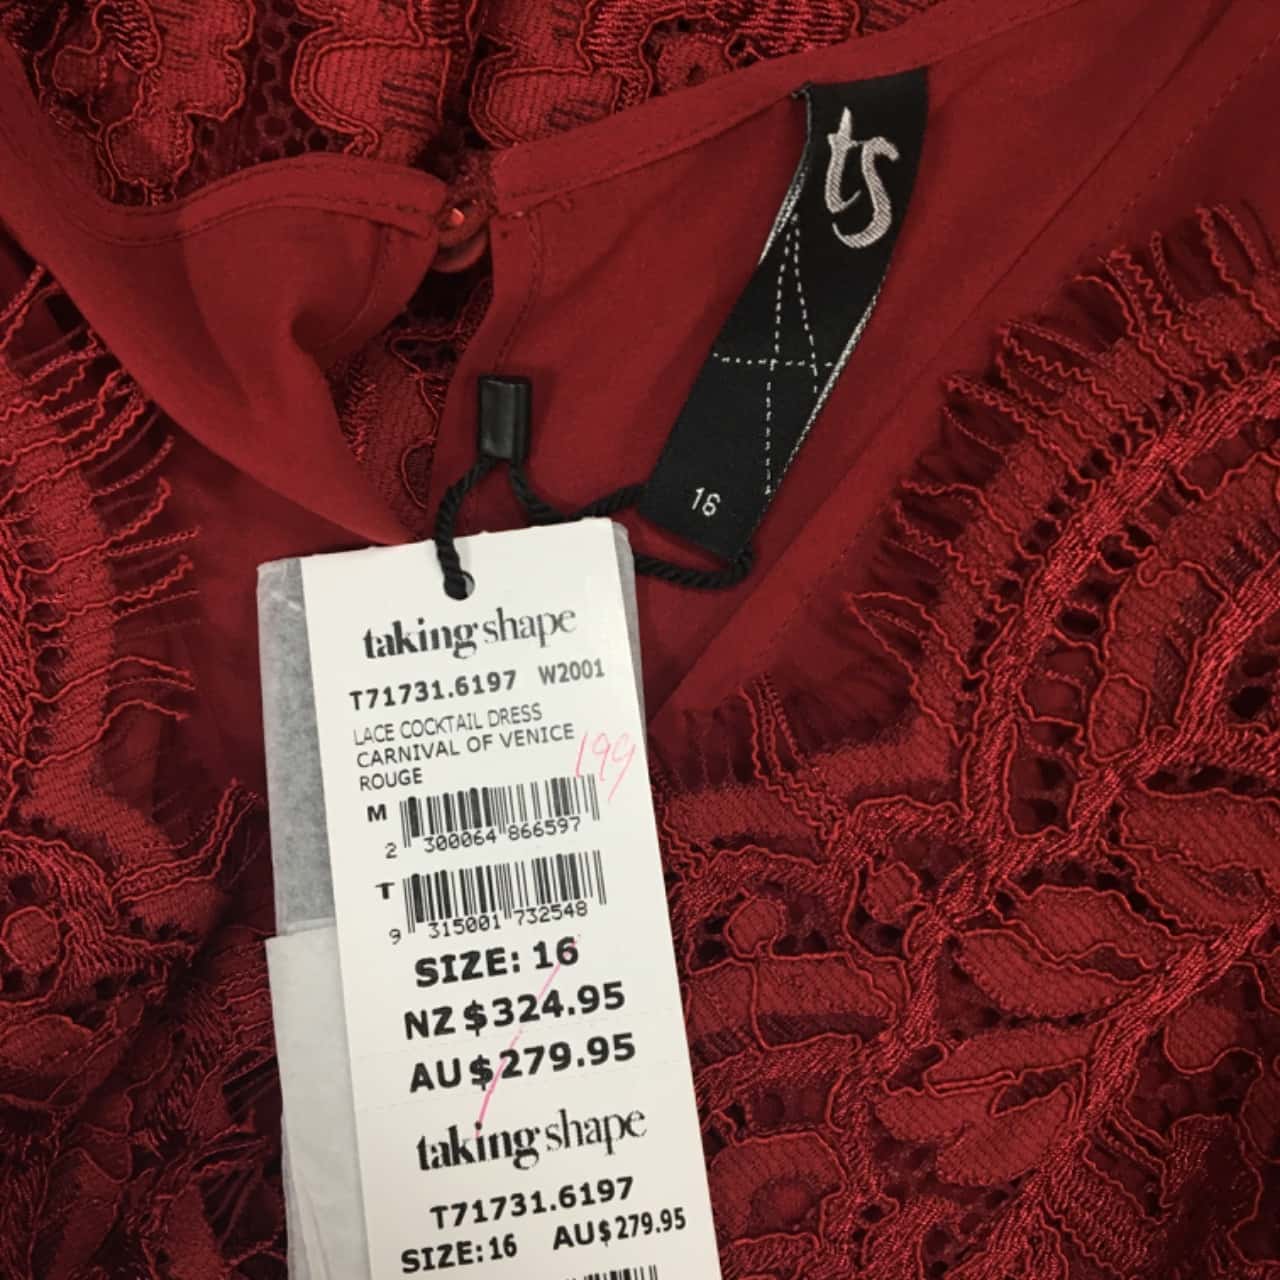 ts
16
taking shape
T71731.6197 W2001
LACE COCKTAIL DRESS
CARNIVAL OF VENICE
ROUGE
199
M
2 300064 866597
T
9 315001 732548
SIZE: 16
NZ $324.95
AU $279.95
taking shape
T71731.6197
SIZE: 16 AU $279.95